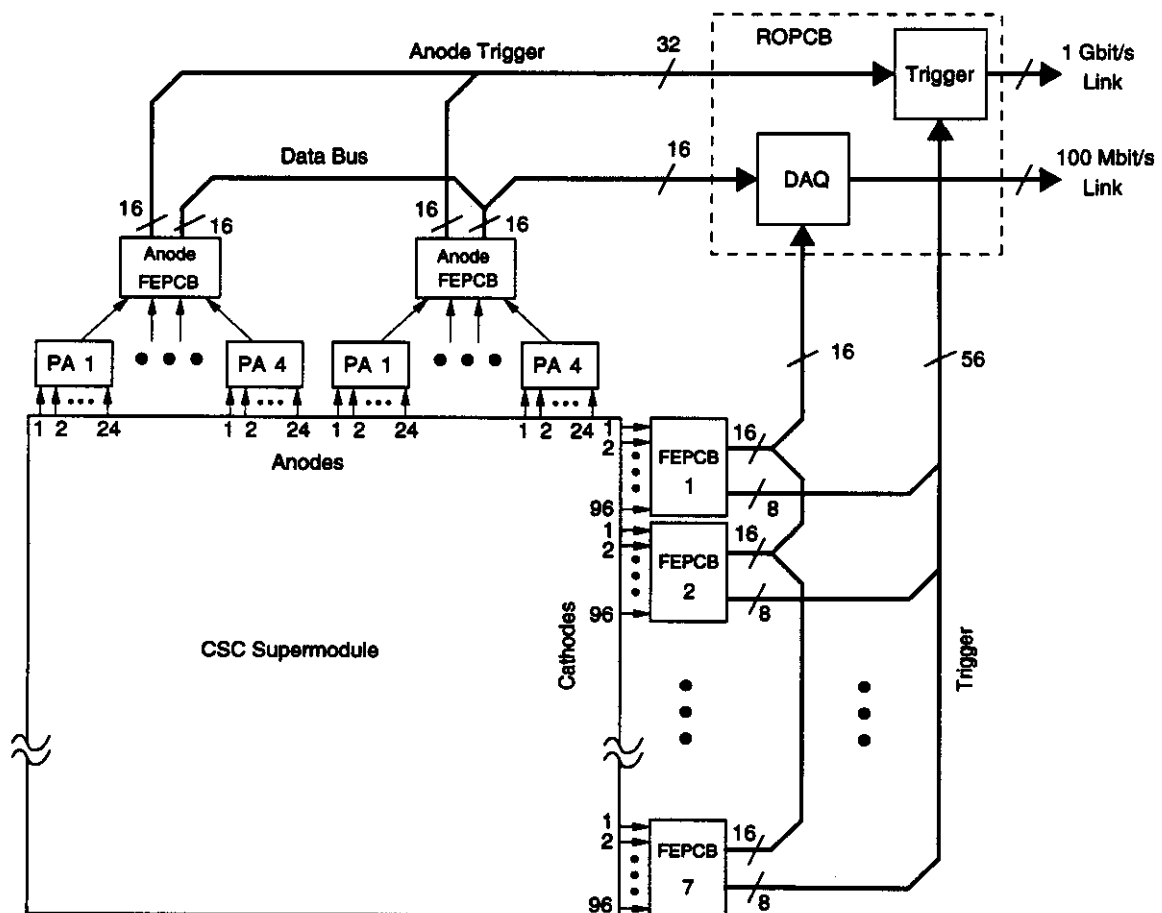 32
ROPCB
Anode Trigger
Trigger
1 Gbit/s
Link
Data Bus
16
DAQ
100 Mbit/s
Link
16
16
16
16
Anode
FEPCB
Anode
FEPCB
PA 1
PA 4
PA 1
PA 4
16
56
1 2 24
1 2 24
1 2 24
1 2 24
Anodes
1
2
96
FEPCB
1
16
8
1
2
96
FEPCB
2
16
8
CSC Supermodule
Cathodes
Trigger
1
2
96
FEPCB
7
16
8